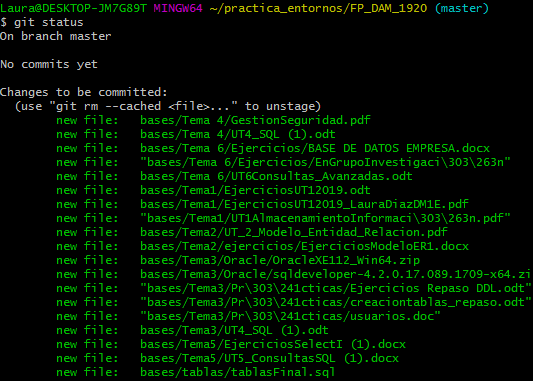 Laura@DESKTOP-JM7G89T MINGW64 ~/practica_entornos/FP_DAM_1920 (master)
$ git status
On branch master
No commits yet
Changes to be committed:
(use "git rm --cached <file>..." to unstage)
new file: bases/Tema 4/GestionSeguridad.pdf
new file: bases/Tema 4/UT4_SQL (1).odt
new file: bases/Tema 6/Ejercicios/BASE DE DATOS EMPRESA.docx
new file: "bases/Tema 6/Ejercicios/EnGrupoInvestigaci\303\263n"
new file: bases/Tema 6/UT6Consultas_Avanzadas.odt
new file: bases/Tema1/EjerciciosUT12019.odt
new file: bases/Tema1/EjerciciosUT12019_LauraDiazDM1E.pdf
new file: "bases/Tema1/UT1AlmacenamientoInformaci\303\263n.pdf"
new file: bases/Tema2/UT_2_Modelo_Entidad_Relacion.pdf
new file: bases/Tema2/ejercicios/EjerciciosModeloER1.docx
new file: bases/Tema3/Oracle/OracleXE112_Win64.zip
new file: bases/Tema3/Oracle/sqldeveloper-4.2.0.17.089.1709-x64.zi
new file: "bases/Tema3/Pr\303\241cticas/Ejercicios Repaso DDL.odt"
new file: "bases/Tema3/Pr\303\241cticas/creaciontablas_repaso.odt"
new file: "bases/Tema3/Pr\303\241cticas/usuarios.doc"
new file: bases/Tema3/UT4_SQL (1).odt
new file: bases/Tema5/EjerciciosSelectI (1).docx
new file: bases/Tema5/UT5_ConsultasSQL (1).docx
new file: bases/tablas/tablasFinal.sql